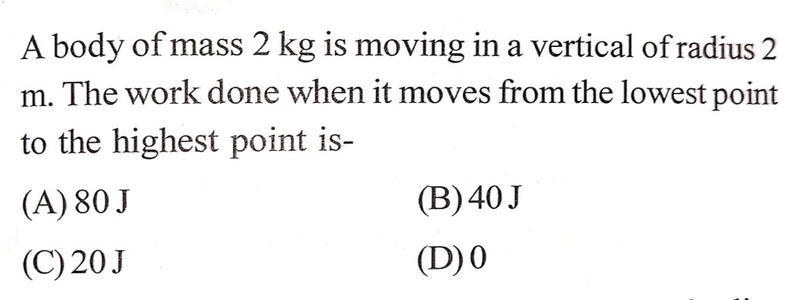 A body of mass 2 kg is moving in a vertical of radius 2
m. The work done when it moves from the lowest point
to the highest point is-
(A) 80 J (B) 40 J
(C) 20 J (D) 0